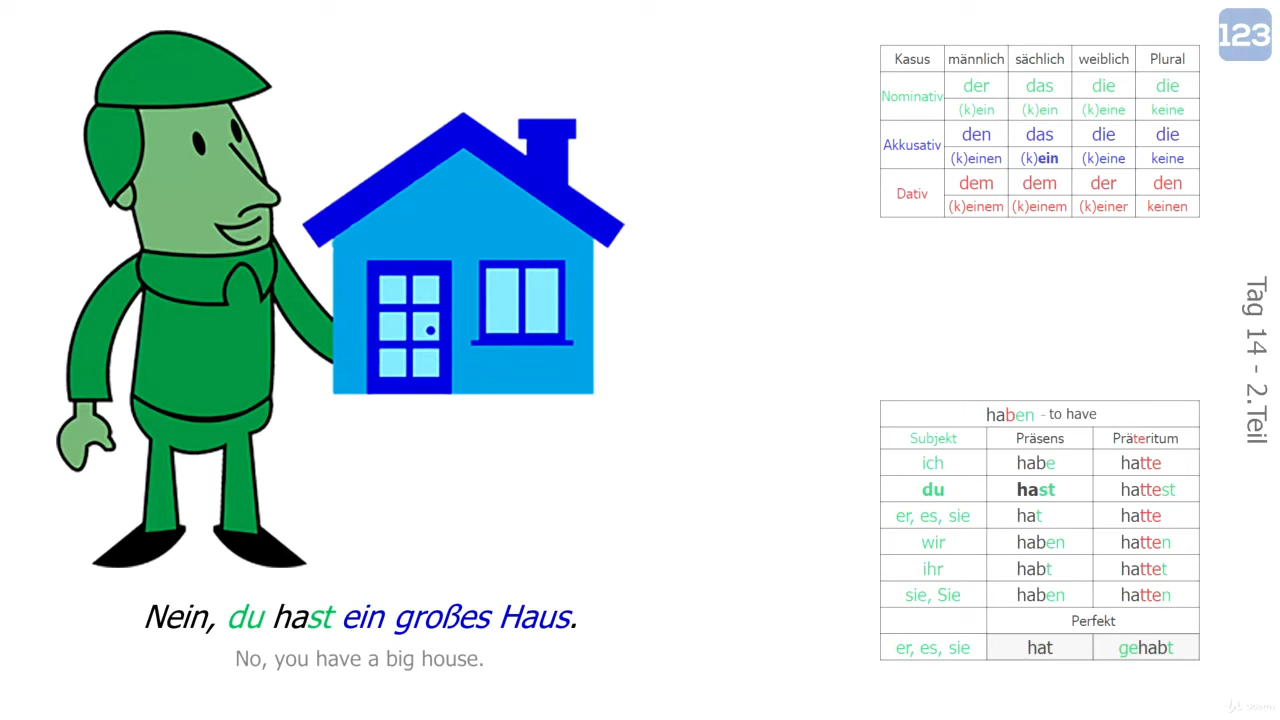 123
Kasus männlich sächlich weiblich Plural
Nominativ der das die die
(k)ein (k)ein (k)eine keine
Akkusativ den das die die
(k)einen (k)ein (k)eine keine
Dativ dem dem der den
(k)einem (k)einem (k)einer keinen
Tag 14 - 2.Teil
haben - to have
Subjekt Präsens Präteritum
ich habe hatte
du hast hattest
er, es, sie hat hatte
wir haben hatten
ihr habt hattet
sie, Sie haben hatten
Perfekt
er, es, sie hat gehabt
Nein, du hast ein großes Haus.
No, you have a big house.